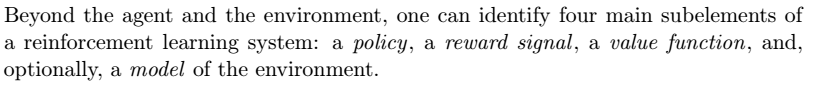 Beyond the agent and the environment, one can identify four main subelements of
a reinforcement learning system: a policy, a reward signal, a value function, and,
optionally, a model of the environment.